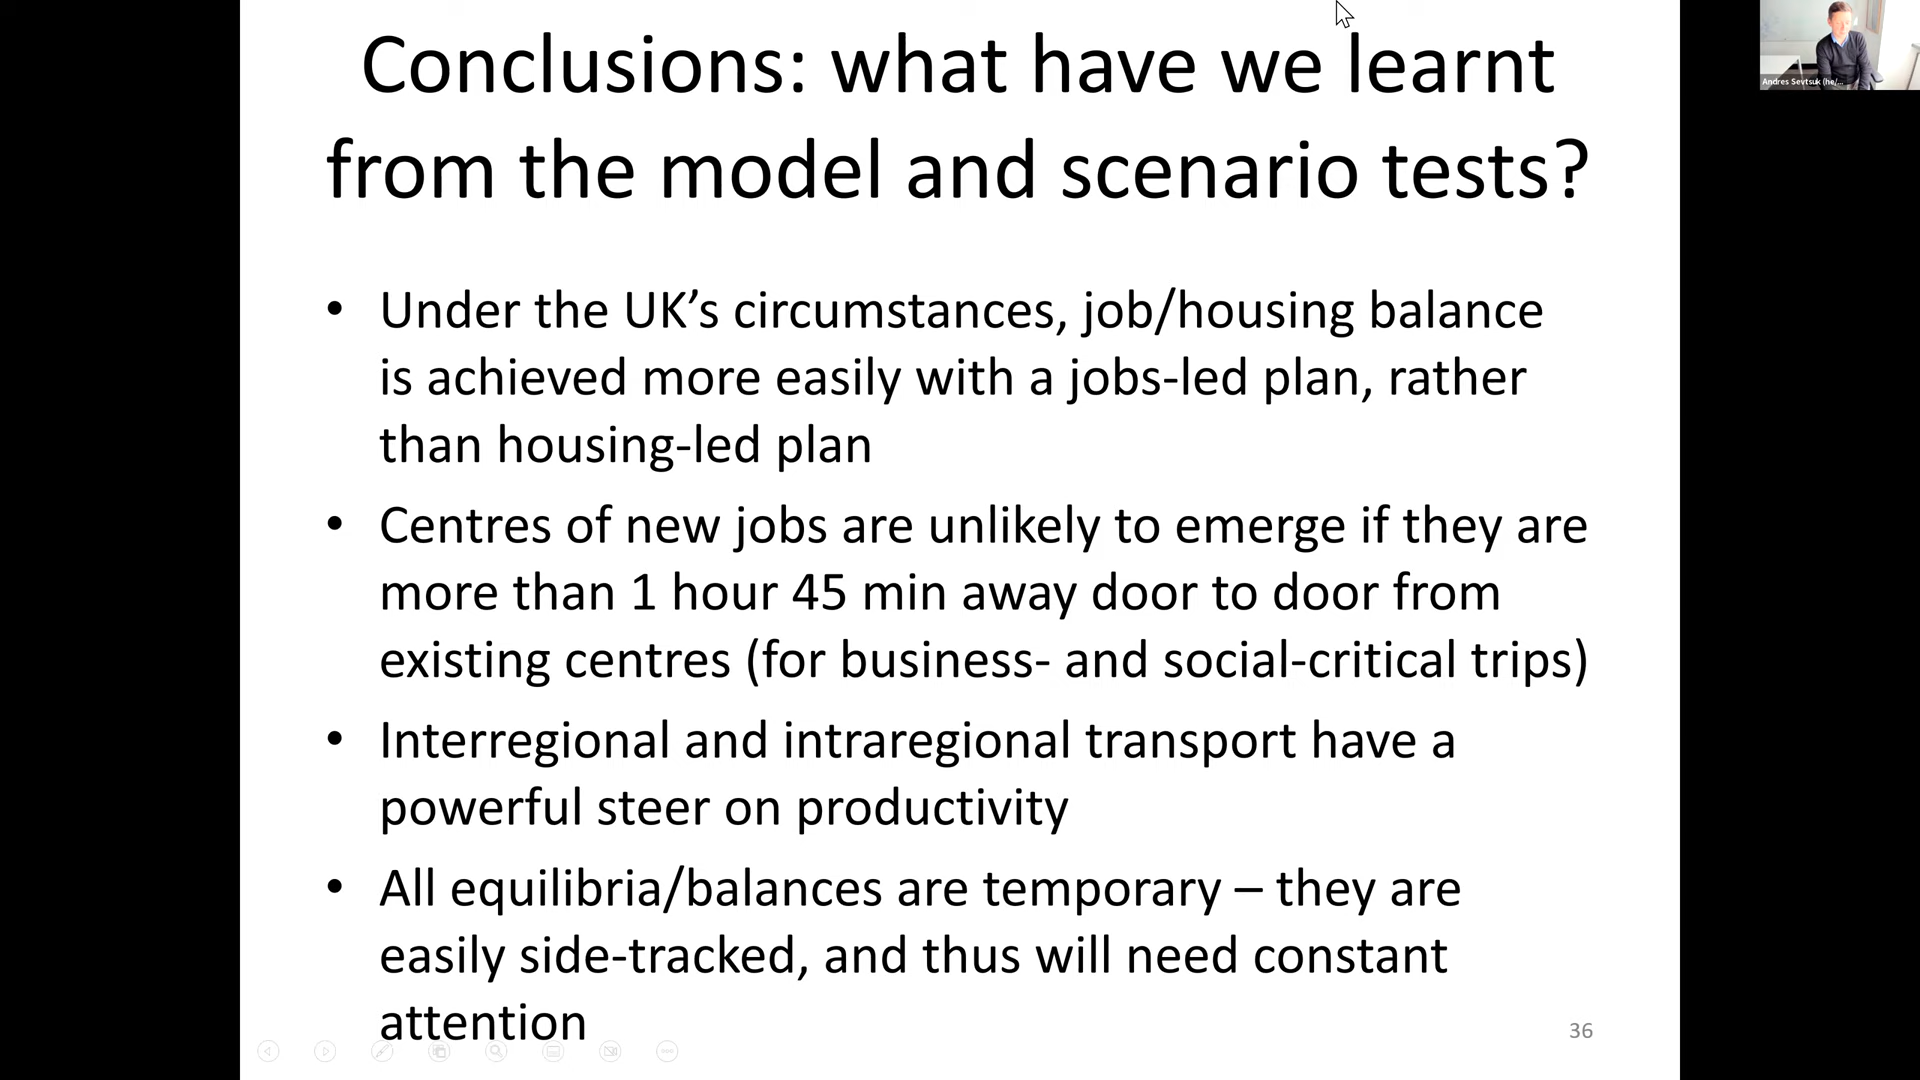 Conclusions: what have we learnt
from the model and scenario tests?
• Under the UK’s circumstances, job/housing balance
is achieved more easily with a jobs-led plan, rather
than housing-led plan
• Centres of new jobs are unlikely to emerge if they are
more than 1 hour 45 min away door to door from
existing centres (for business- and social-critical trips)
• Interregional and intraregional transport have a
powerful steer on productivity
• All equilibria/balances are temporary – they are
easily side-tracked, and thus will need constant
attention
36
Andres Sevtsuk (he/...